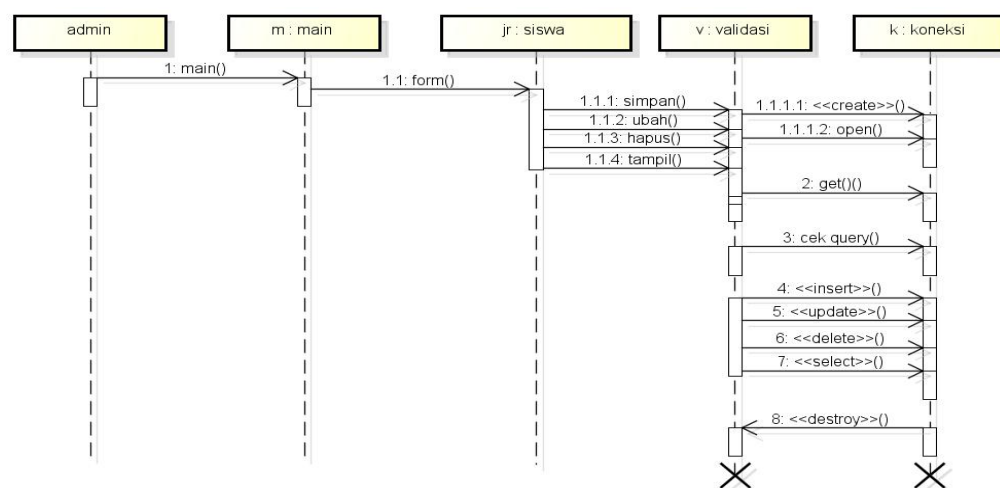 admin
m : main
jr : siswa
v : validasi
k : koneksi
1: main()
1.1: form()
1.1.1: simpan()
1.1.1.1: <<create>>()
1.1.2: ubah()
1.1.1.2: open()
1.1.3: hapus()
1.1.4: tampil()
2: get()()
3: cek query()
4: <<insert>>()
5: <<update>>()
6: <<delete>>()
7: <<select>>()
8: <<destroy>>()